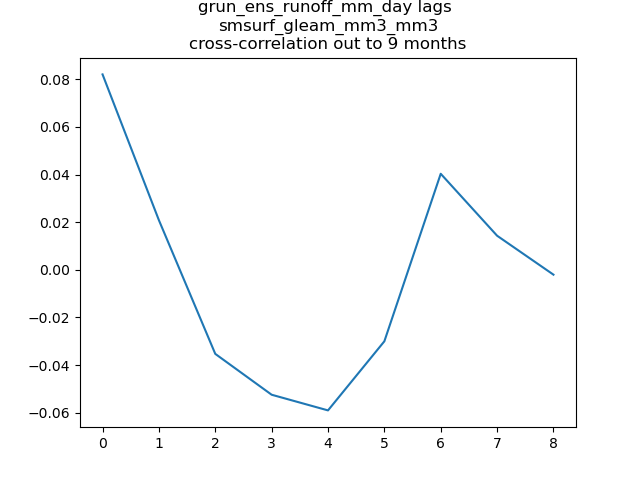 grun_ens_runoff_mm_day lags
smsurf_gleam_mm3_mm3
cross-correlation out to 9 months
0.08
0.06
0.04
0.02
0.00
−0.02
−0.04
−0.06
0 1 2 3 4 5 6 7 8